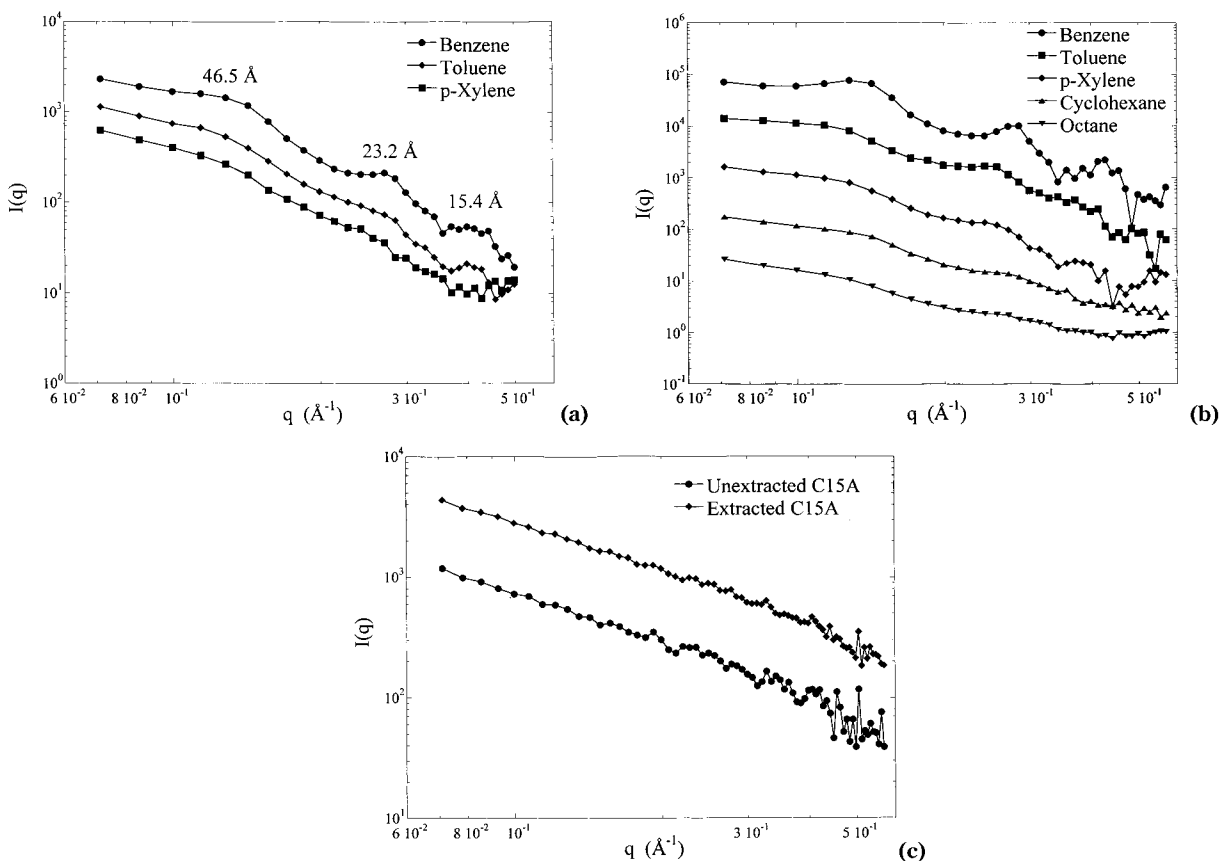 10⁴
10³
10²
10¹
10⁰
I(q)
46.5 Å
23.2 Å
15.4 Å
Benzene
Toluene
p-Xylene
6 10⁻²
8 10⁻²
10⁻¹
3 10⁻¹
5 10⁻¹
q (Å⁻¹)
(a)
10⁶
10⁵
10⁴
10³
10²
10¹
10⁰
10⁻¹
I(q)
Benzene
Toluene
p-Xylene
Cyclohexane
Octane
6 10⁻²
8 10⁻²
10⁻¹
3 10⁻¹
5 10⁻¹
q (Å⁻¹)
(b)
10⁴
10³
10²
10¹
I(q)
Unextracted C15A
Extracted C15A
6 10⁻²
8 10⁻²
10⁻¹
3 10⁻¹
5 10⁻¹
q (Å⁻¹)
(c)